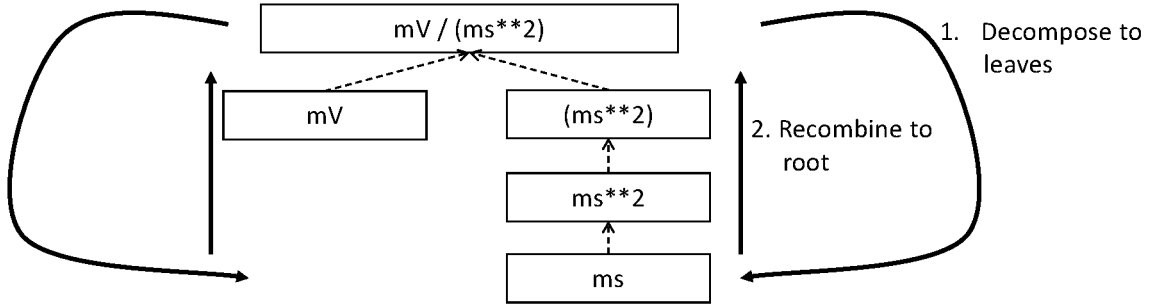 mV / (ms**2)
1. Decompose to
leaves
mV
(ms**2)
2. Recombine to
root
ms**2
ms